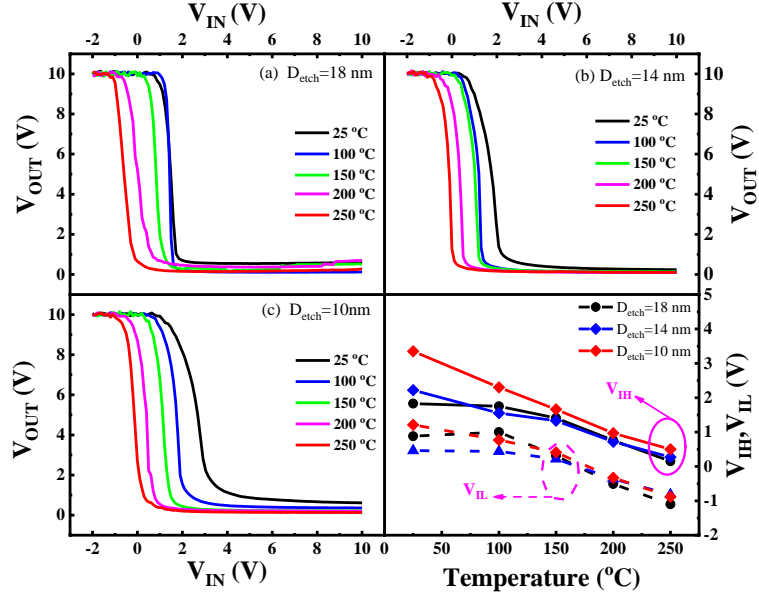 V_IN (V)
V_IN (V)
-2 0 2 4 6 8 10
-2 0 2 4 6 8 10
(a) D_etch=18 nm
25 °C
100 °C
150 °C
200 °C
250 °C
10
8
6
4
2
0
V_OUT (V)
(b) D_etch=14 nm
25 °C
100 °C
150 °C
200 °C
250 °C
10
8
6
4
2
0
V_OUT (V)
(c) D_etch=10nm
25 °C
100 °C
150 °C
200 °C
250 °C
10
8
6
4
2
0
V_OUT (V)
-2 0 2 4 6 8 10
V_IN (V)
D_etch=18 nm
D_etch=14 nm
D_etch=10 nm
V_IH
V_IL
5
4
3
2
1
0
-1
-2
V_IH,V_IL (V)
0 50 100 150 200 250
Temperature (°C)